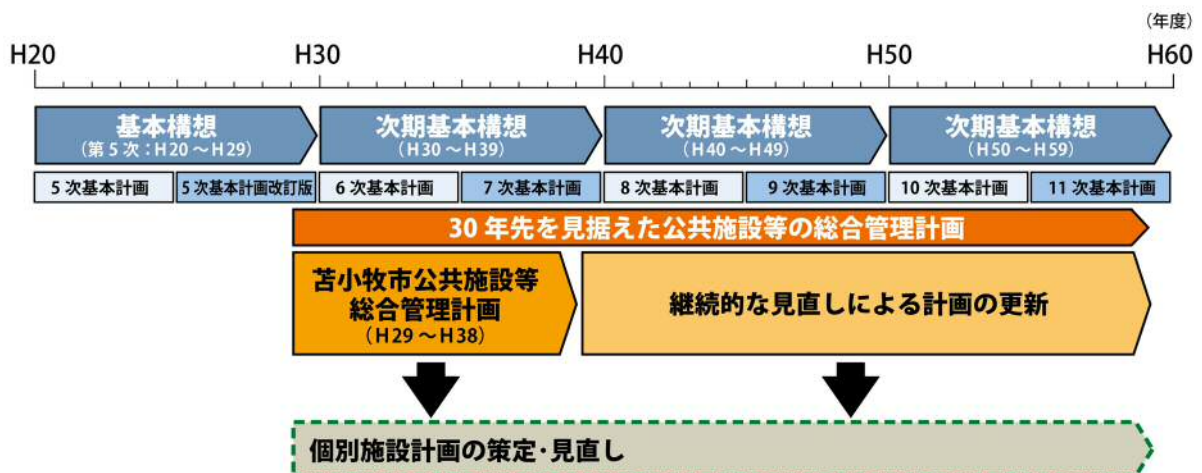 (年度)
H20 H30 H40 H50 H60
基本構想 次期基本構想 次期基本構想 次期基本構想
(第5次:H20~H29) (H30~H39) (H40~H49) (H50~H59)
5次基本計画 5次基本計画改訂版 6次基本計画 7次基本計画 8次基本計画 9次基本計画 10次基本計画 11次基本計画
30年先を見据えた公共施設等の総合管理計画
苫小牧市公共施設等
総合管理計画
(H29~H38)
継続的な見直しによる計画の更新
個別施設計画の策定・見直し